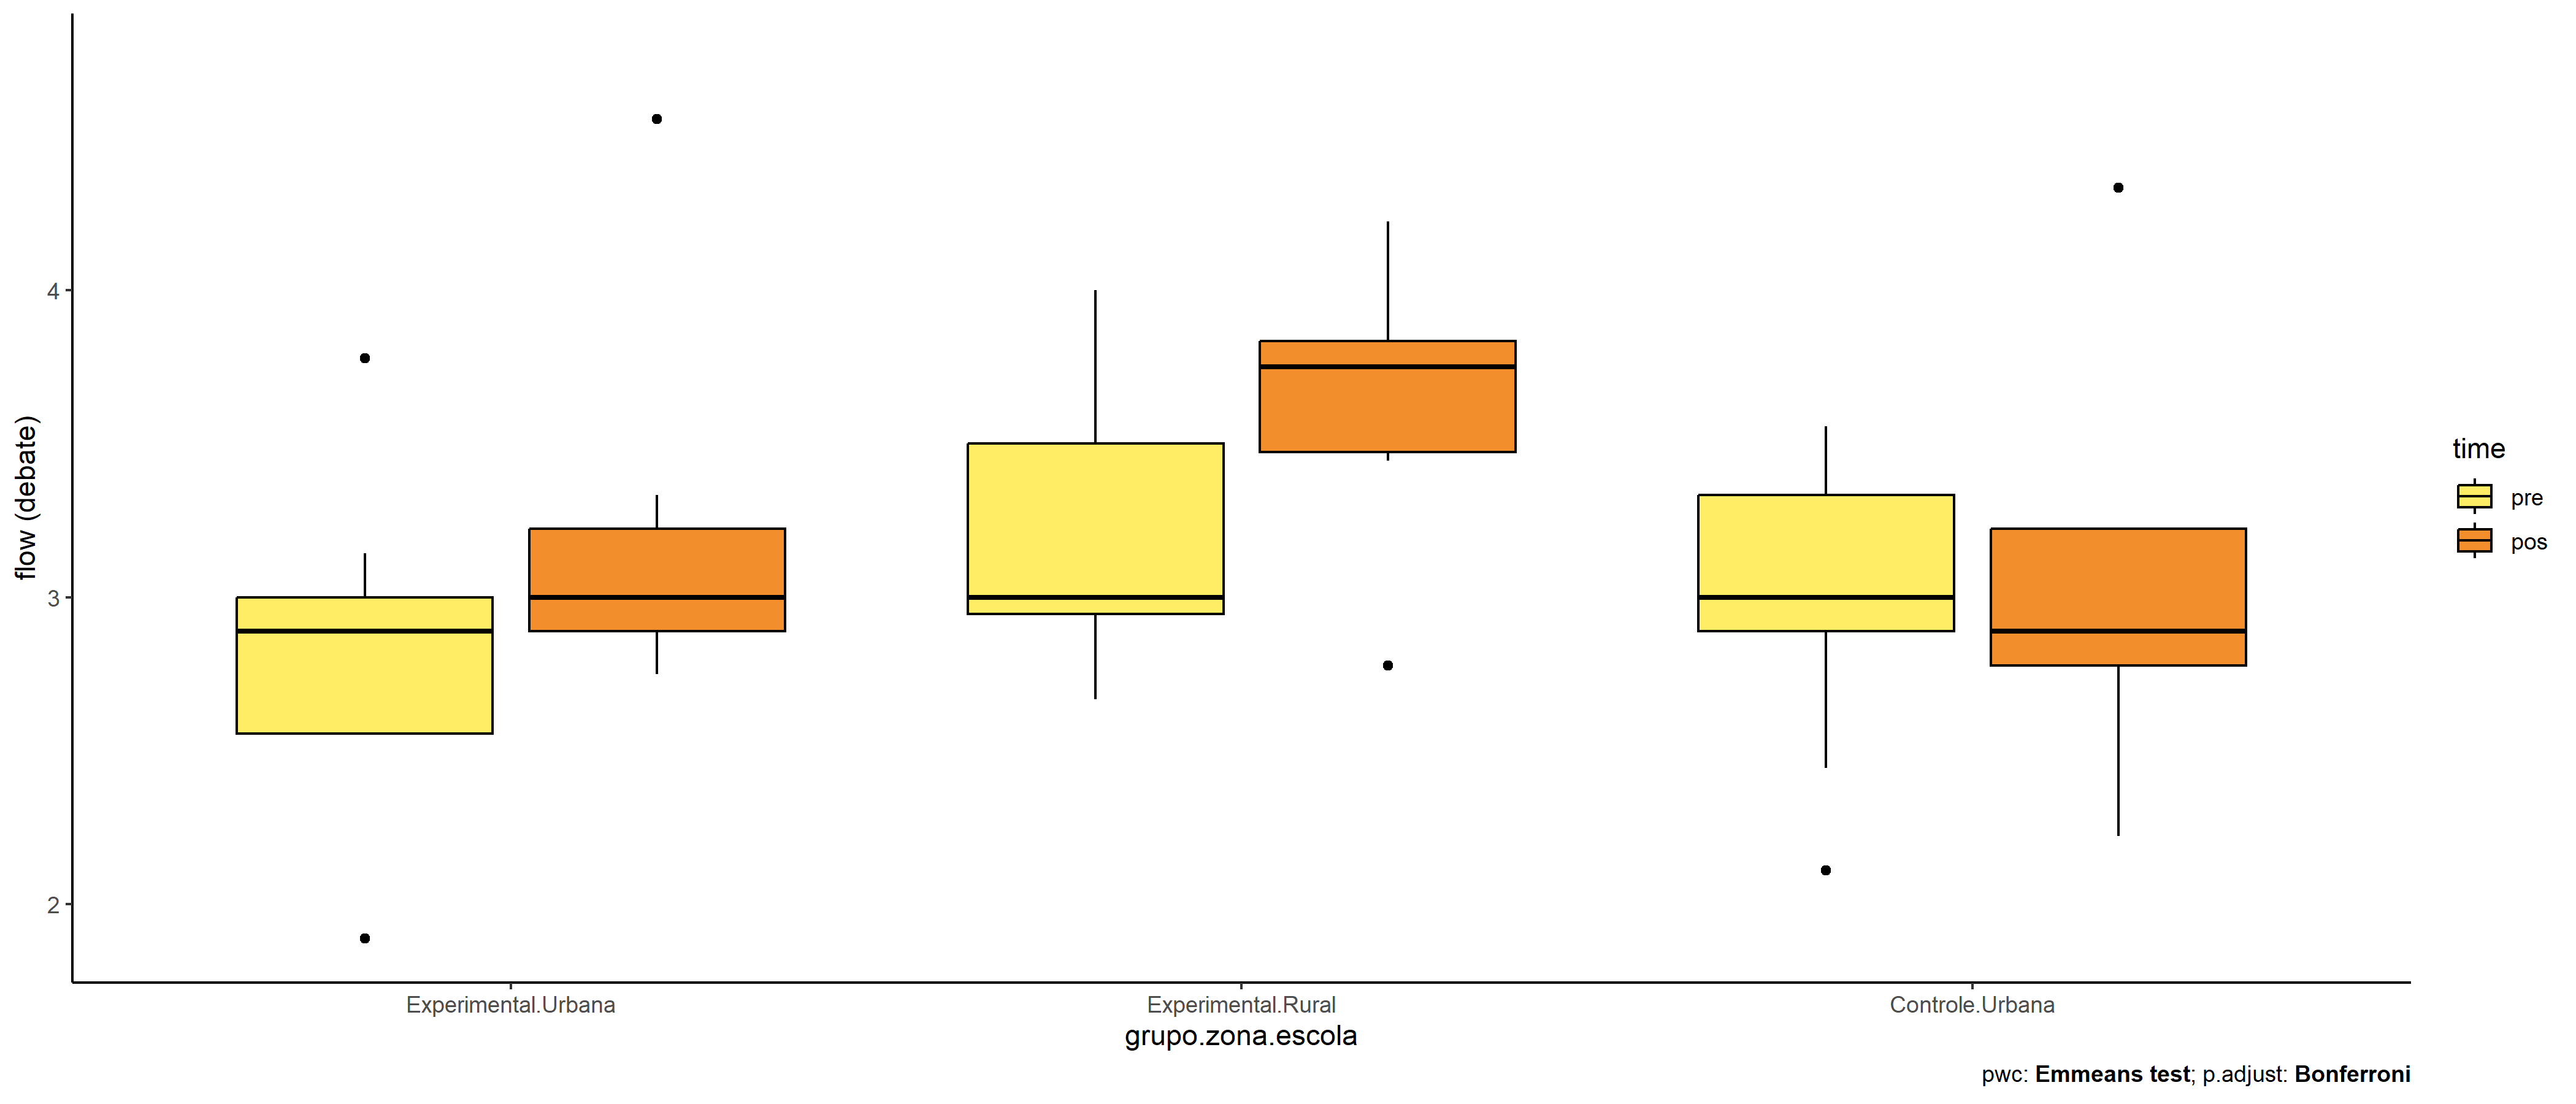 flow (debate)
4
3
2
Experimental.Urbana
Experimental.Rural
Controle.Urbana
grupo.zona.escola
time
pre
pos
pwc: Emmeans test; p.adjust: Bonferroni